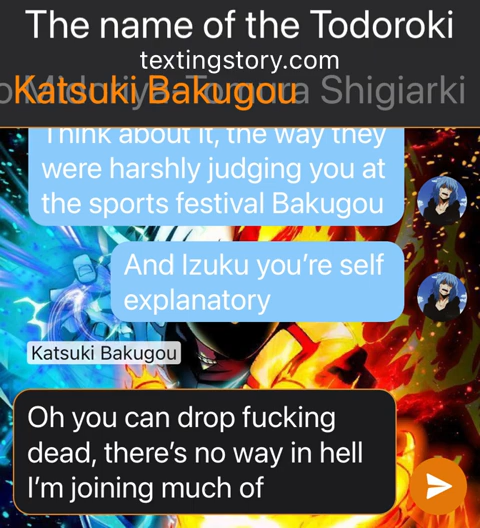 The name of the Todoroki
textingstory.com
Katsuki Bakugou Shigiarki
Think about it, the way they
were harshly judging you at
the sports festival Bakugou
And Izuku you're self
explanatory
Katsuki Bakugou
Oh you can drop fucking
dead, there's no way in hell
I'm joining much of